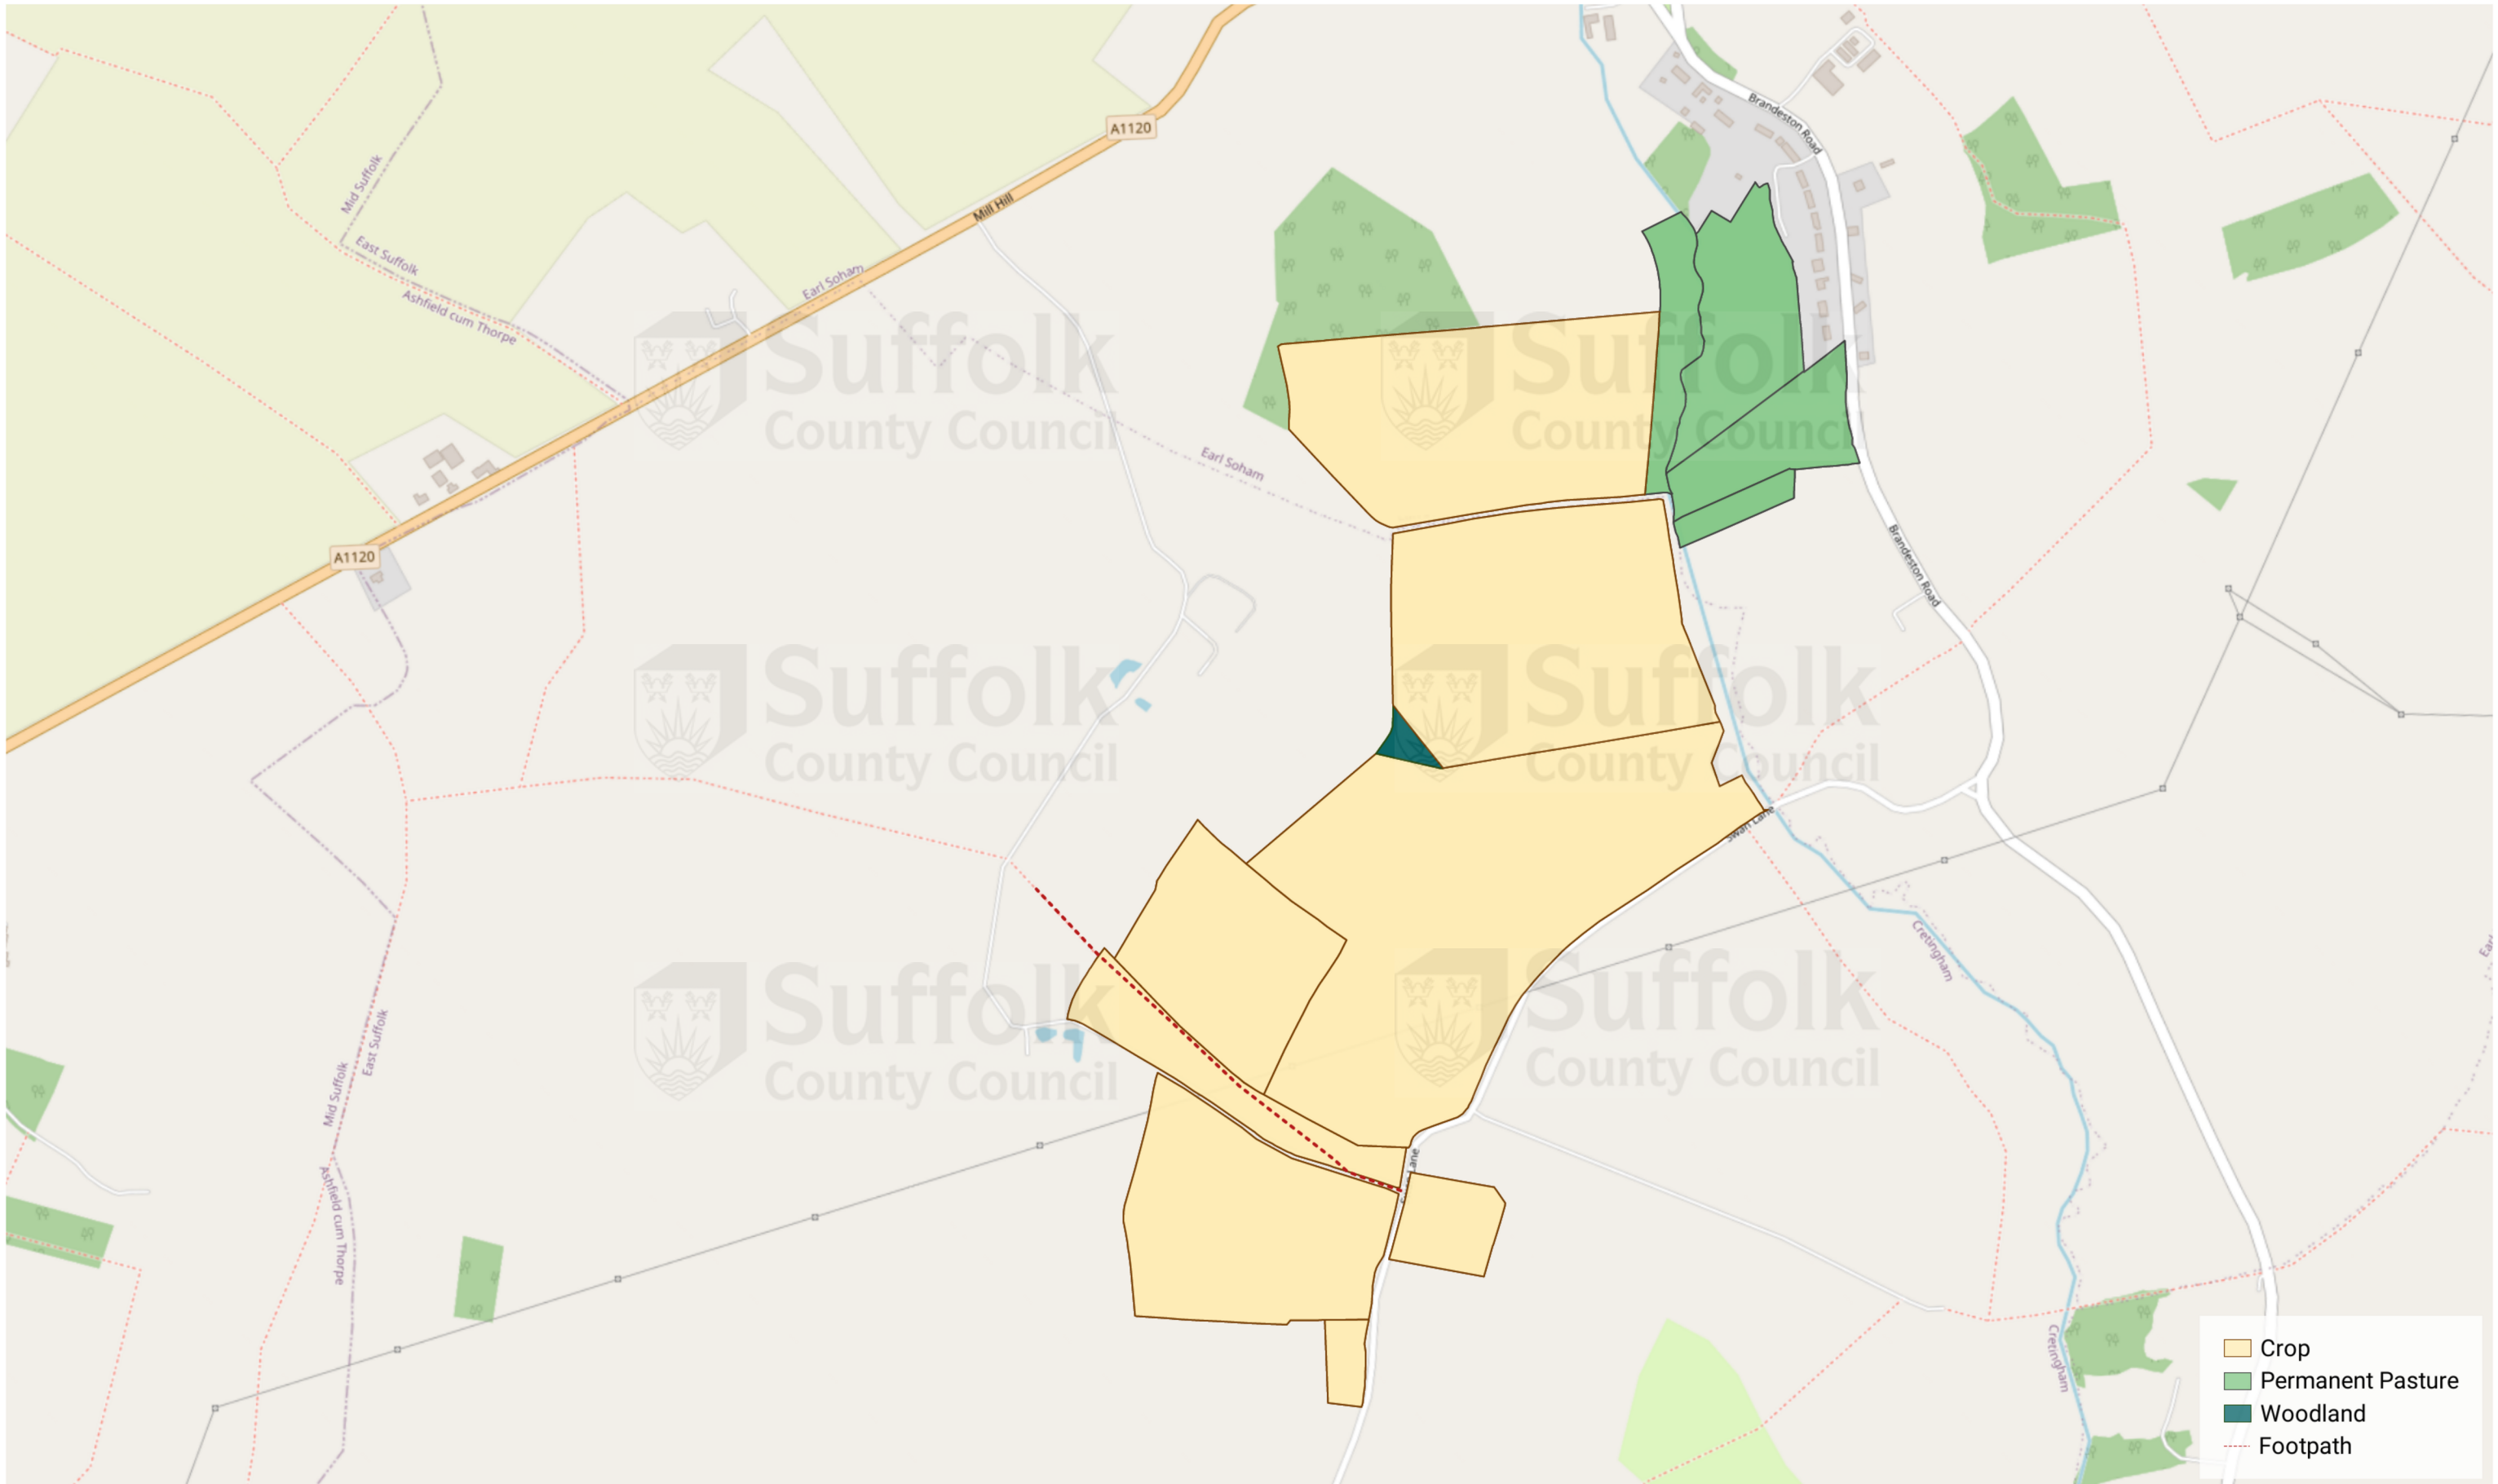 Brandeston Road
A1120
Mid Suffolk
Mill Hill
East Suffolk
Earl Soham
Ashfield cum Thorpe
Suffolk
County Council
Suffolk
County Council
Earl Soham
A1120
Brandeston Road
Suffolk
County Council
Suffolk
County Council
Swan Lane
Cretingham
Suffolk
County Council
Suffolk
County Council
East Suffolk
Mid Suffolk
Lane
Ashfield cum Thorpe
Cretingham
Crop
Permanent Pasture
Woodland
Footpath